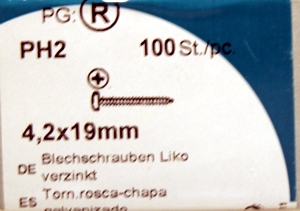 PG: R
PH2 100 St./pc.
4,2x19mm
DE Blechschrauben Liko
verzinkt
ES Torn.rosca-chapa
galvanizado